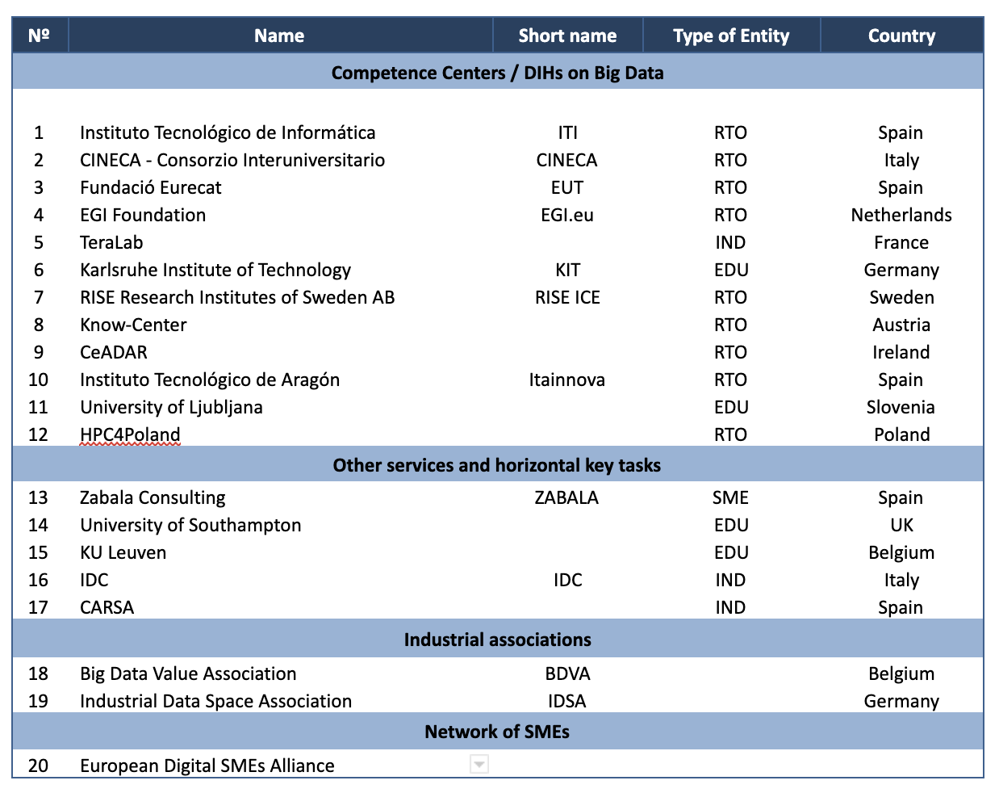 Nº Name Short name Type of Entity Country
Competence Centers / DIHs on Big Data
1 Instituto Tecnológico de Informática ITI RTO Spain
2 CINECA - Consorzio Interuniversitario CINECA RTO Italy
3 Fundació Eurecat EUT RTO Spain
4 EGI Foundation EGI.eu RTO Netherlands
5 TeraLab IND France
6 Karlsruhe Institute of Technology KIT EDU Germany
7 RISE Research Institutes of Sweden AB RISE ICE RTO Sweden
8 Know-Center RTO Austria
9 CeADAR RTO Ireland
10 Instituto Tecnológico de Aragón Itainnova RTO Spain
11 University of Ljubljana EDU Slovenia
12 HPC4Poland RTO Poland
Other services and horizontal key tasks
13 Zabala Consulting ZABALA SME Spain
14 University of Southampton EDU UK
15 KU Leuven EDU Belgium
16 IDC IDC IND Italy
17 CARSA IND Spain
Industrial associations
18 Big Data Value Association BDVA Belgium
19 Industrial Data Space Association IDSA Germany
Network of SMEs
20 European Digital SMEs Alliance